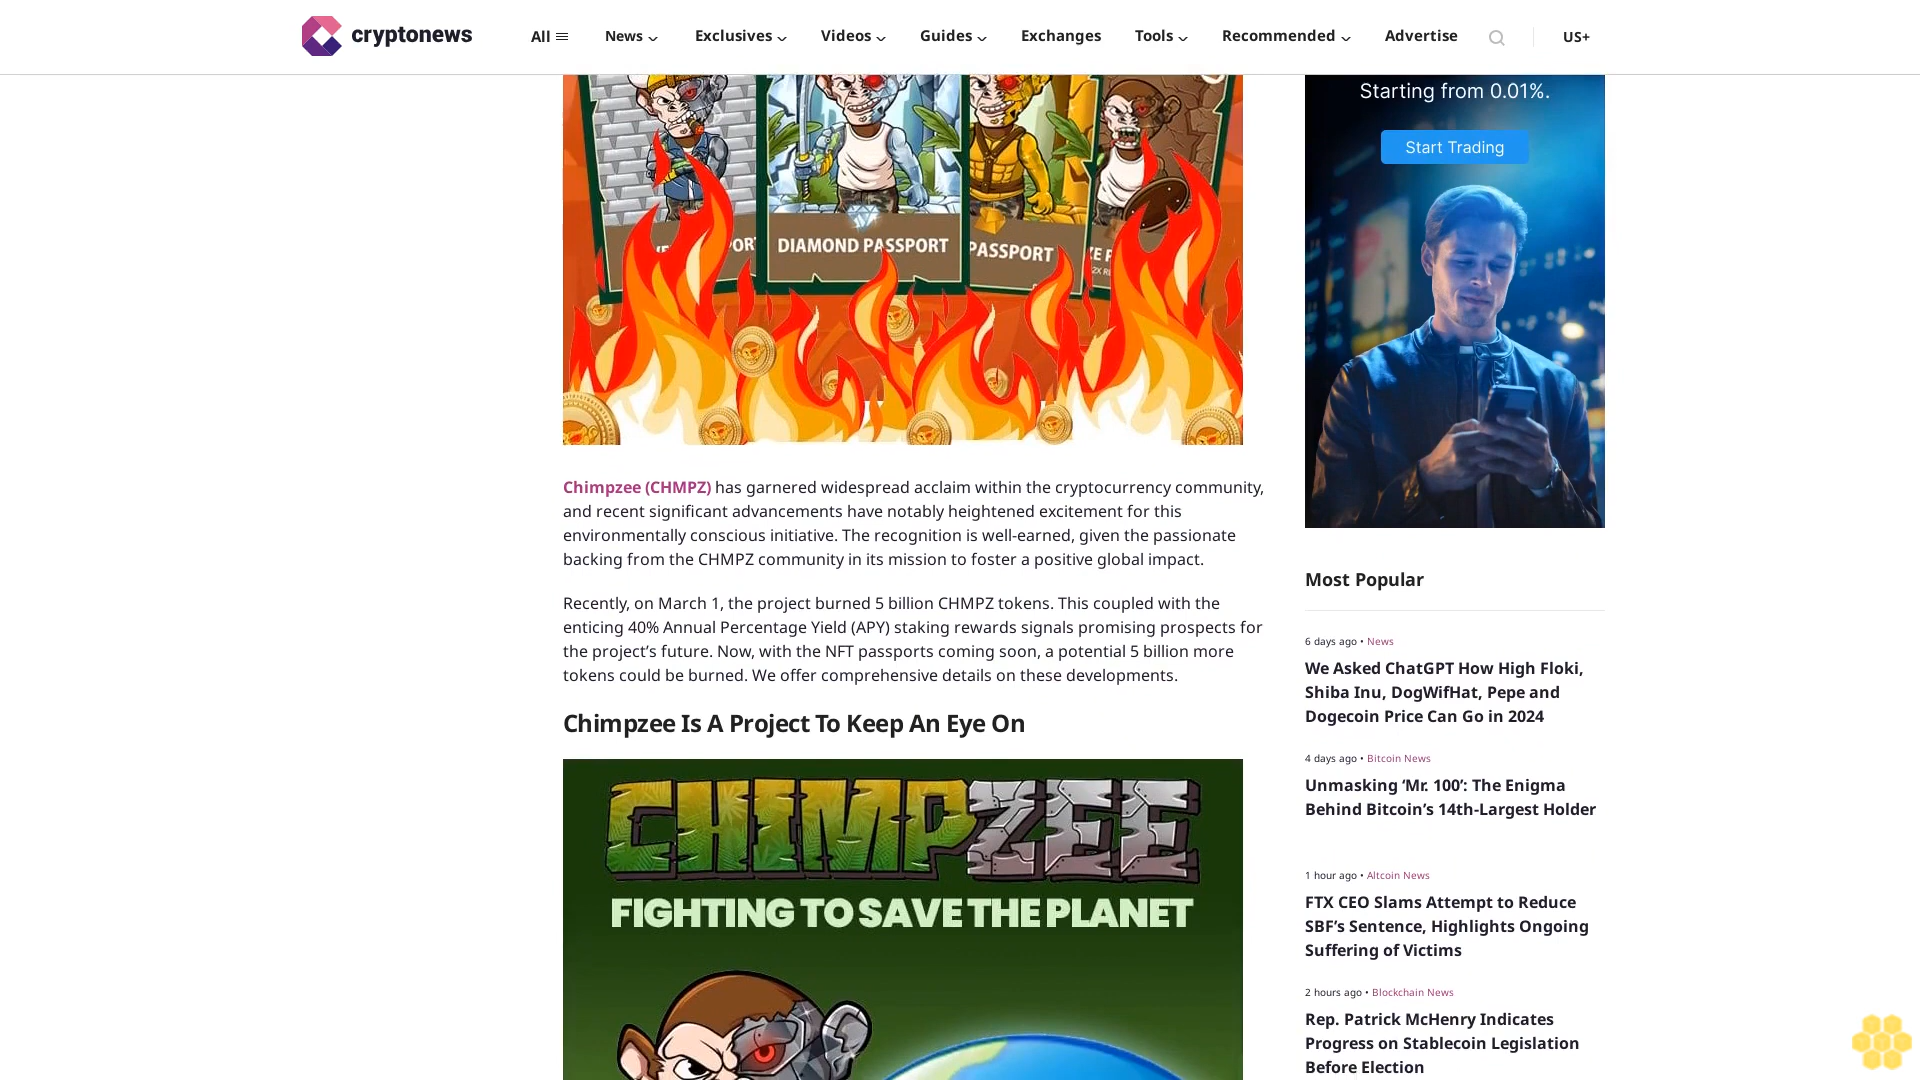 cryptonews
All
News
Exclusives
Videos
Guides
Exchanges
Tools
Recommended
Advertise
US+
DIAMOND PASSPORT
PASSPORT
Starting from 0.01%.
Start Trading
Chimpzee (CHMPZ) has garnered widespread acclaim within the cryptocurrency community,
and recent significant advancements have notably heightened excitement for this
environmentally conscious initiative. The recognition is well-earned, given the passionate
backing from the CHMPZ community in its mission to foster a positive global impact.
Recently, on March 1, the project burned 5 billion CHMPZ tokens. This coupled with the
enticing 40% Annual Percentage Yield (APY) staking rewards signals promising prospects for
the project’s future. Now, with the NFT passports coming soon, a potential 5 billion more
tokens could be burned. We offer comprehensive details on these developments.
Chimpzee Is A Project To Keep An Eye On
CHIMPZEE
FIGHTING TO SAVE THE PLANET
Most Popular
6 days ago • News
We Asked ChatGPT How High Floki,
Shiba Inu, DogWifHat, Pepe and
Dogecoin Price Can Go in 2024
4 days ago • Bitcoin News
Unmasking ‘Mr. 100’: The Enigma
Behind Bitcoin’s 14th-Largest Holder
1 hour ago • Altcoin News
FTX CEO Slams Attempt to Reduce
SBF’s Sentence, Highlights Ongoing
Suffering of Victims
2 hours ago • Blockchain News
Rep. Patrick McHenry Indicates
Progress on Stablecoin Legislation
Before Election